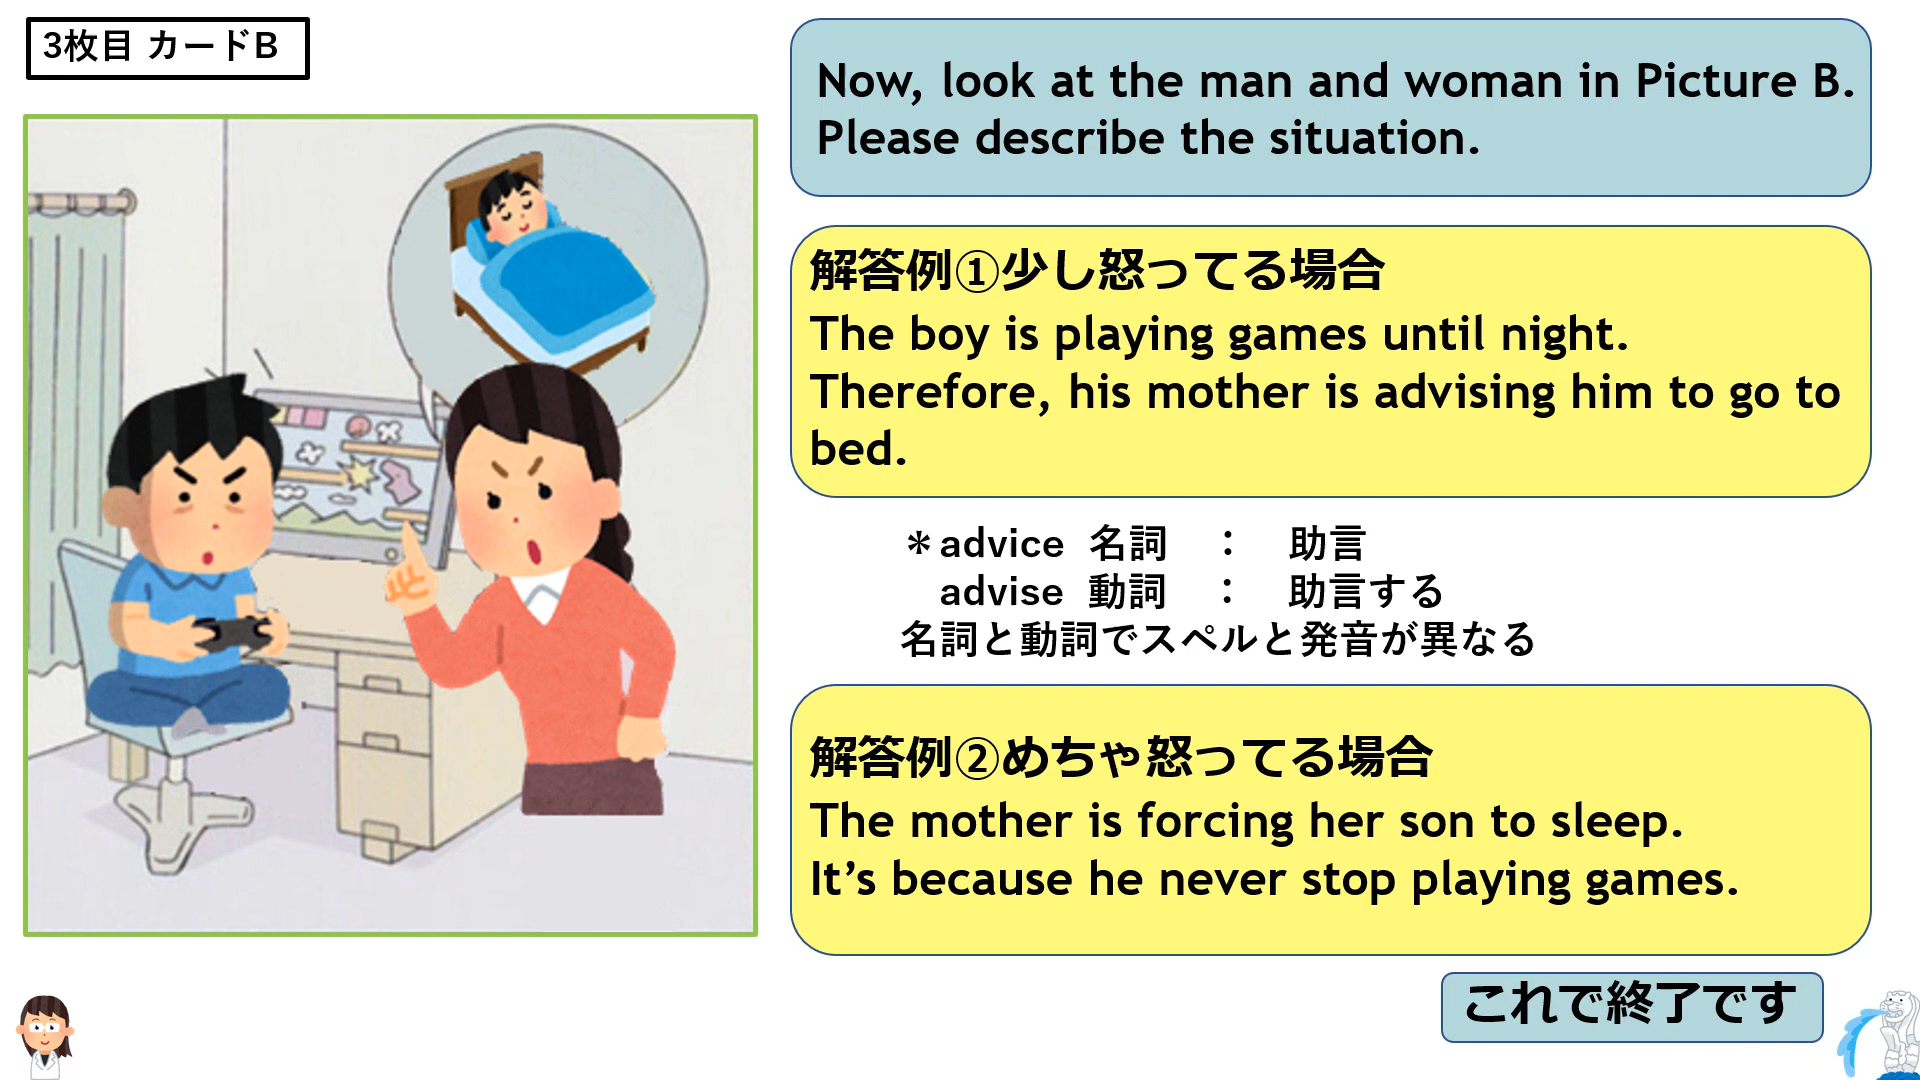 3枚目 カードB
Now, look at the man and woman in Picture B.
Please describe the situation.
解答例①少し怒ってる場合
The boy is playing games until night.
Therefore, his mother is advising him to go to
bed.
＊advice 名詞 ： 助言
advise 動詞 ： 助言する
名詞と動詞でスペルと発音が異なる
解答例②めちゃ怒ってる場合
The mother is forcing her son to sleep.
It’s because he never stop playing games.
これで終了です